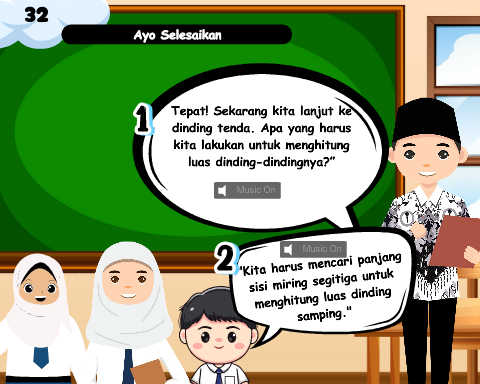 32
Ayo Selesaikan
1
Tepat! Sekarang kita lanjut ke
dinding tenda. Apa yang harus
kita lakukan untuk menghitung
luas dinding-dindingnya?"
Music On
2
Music On
"Kita harus mencari panjang
sisi miring segitiga untuk
menghitung luas dinding
samping."